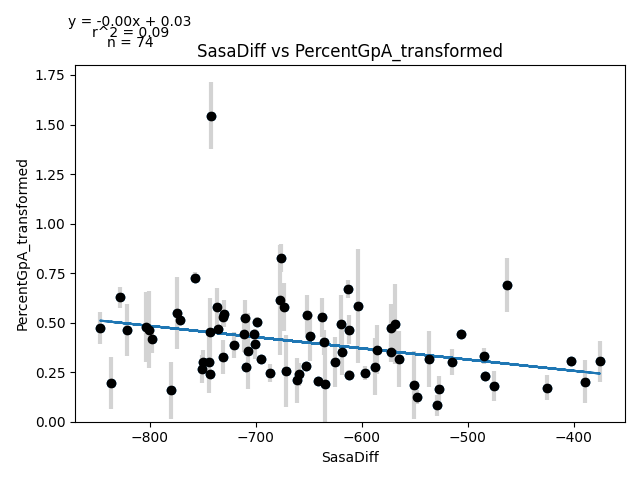 y = -0.00x + 0.03
r^2 = 0.09
n = 74
SasaDiff vs PercentGpA_transformed
PercentGpA_transformed
1.75
1.50
1.25
1.00
0.75
0.50
0.25
0.00
−800 −700 −600 −500 −400
SasaDiff